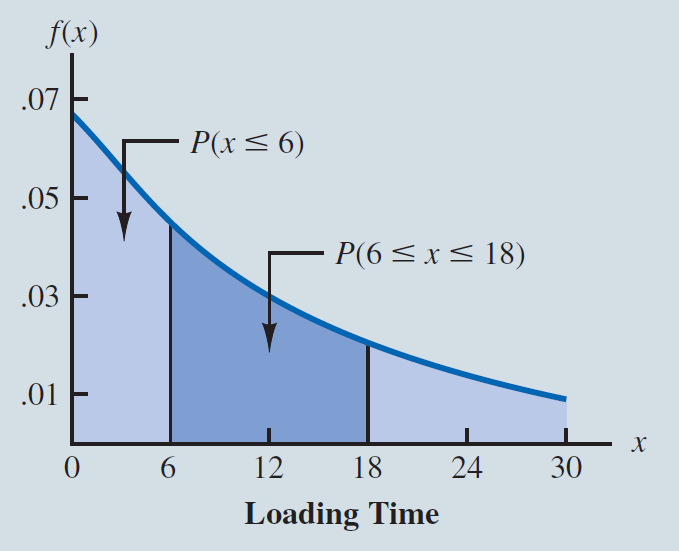 f(x)
.07
P(x ≤ 6)
.05
P(6 ≤ x ≤ 18)
.03
.01
x
0 6 12 18 24 30
Loading Time